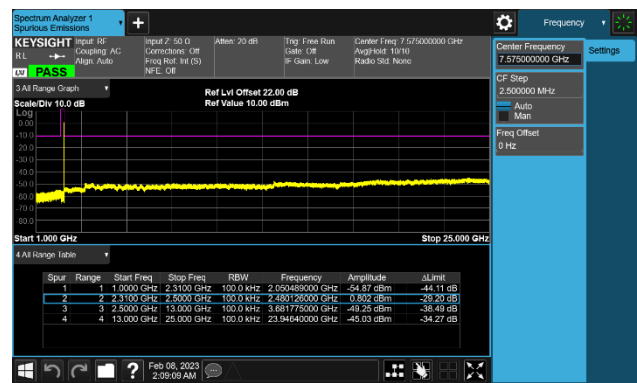 Spectrum Analyzer 1
Spurious Emissions
Frequency
KEYSIGHT
Input: RF
Coupling: AC
Align: Auto
Input Z: 50 Ω
Corrections: Off
Freq Ref: Int (S)
NFE: Off
Atten: 20 dB
Trig: Free Run
Gate: Off
IF Gain: Low
Center Freq: 7.575000000 GHz
Avg|Hold: 10/10
Radio Std: None
R L
LXI
PASS
Center Frequency
7.575000000 GHz
Settings
CF Step
2.500000 MHz
Auto
Man
Freq Offset
0 Hz
3 All Range Graph
Ref Lvl Offset 22.00 dB
Scale/Div 10.0 dB
Ref Value 10.00 dBm
Log
0.00
-10.0
-20.0
-30.0
-40.0
-50.0
-60.0
-70.0
-80.0
Start 1.000 GHz
Stop 25.000 GHz
4 All Range Table
Spur Range Start Freq Stop Freq RBW Frequency Amplitude ΔLimit
1 1 1.0000 GHz 2.3100 GHz 100.0 kHz 2.050489000 GHz -54.87 dBm -44.11 dB
2 2 2.3100 GHz 2.5000 GHz 100.0 kHz 2.480126000 GHz 0.802 dBm -29.20 dB
3 3 2.5000 GHz 13.000 GHz 100.0 kHz 3.681775000 GHz -49.25 dBm -38.49 dB
4 4 13.000 GHz 25.000 GHz 100.0 kHz 23.94640000 GHz -45.03 dBm -34.27 dB
?
Feb 08, 2023
2:09:09 AM